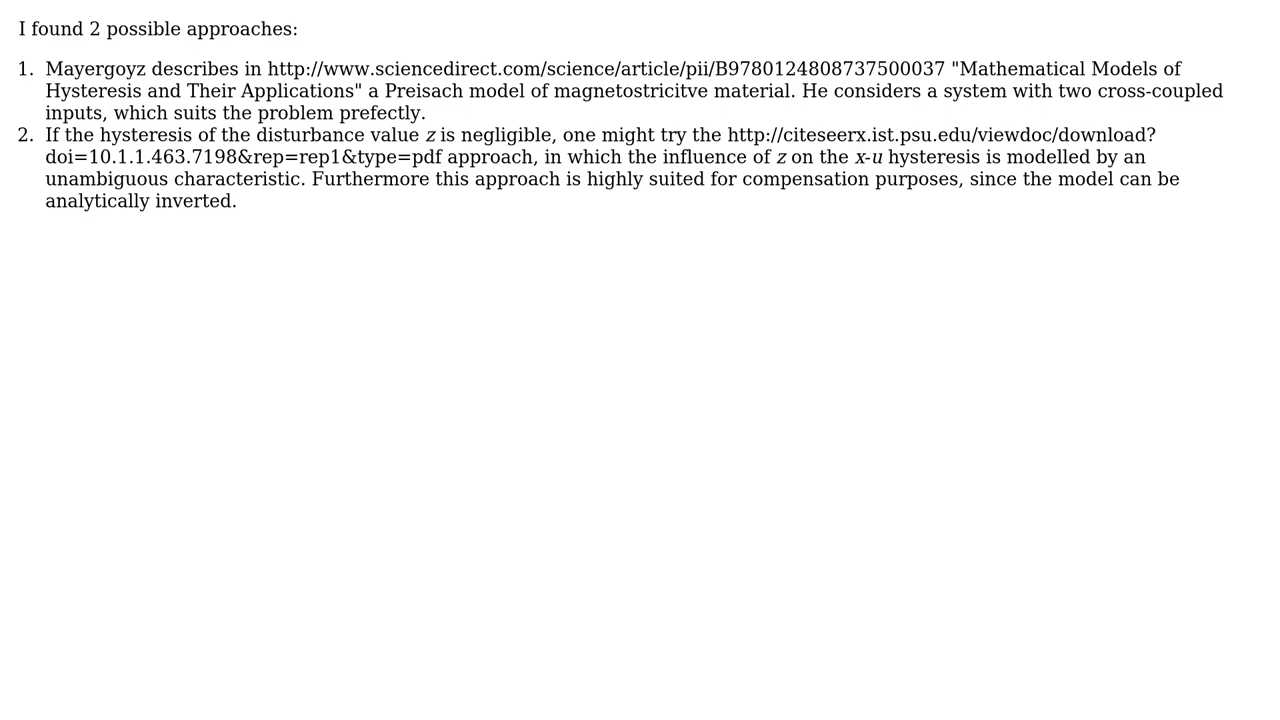 I found 2 possible approaches:
1. Mayergoyz describes in http://www.sciencedirect.com/science/article/pii/B9780124808737500037 "Mathematical Models of
Hysteresis and Their Applications" a Preisach model of magnetostricitve material. He considers a system with two cross-coupled
inputs, which suits the problem prefectly.
2. If the hysteresis of the disturbance value z is negligible, one might try the http://citeseerx.ist.psu.edu/viewdoc/download?
doi=10.1.1.463.7198&rep=rep1&type=pdf approach, in which the influence of z on the x-u hysteresis is modelled by an
unambiguous characteristic. Furthermore this approach is highly suited for compensation purposes, since the model can be
analytically inverted.